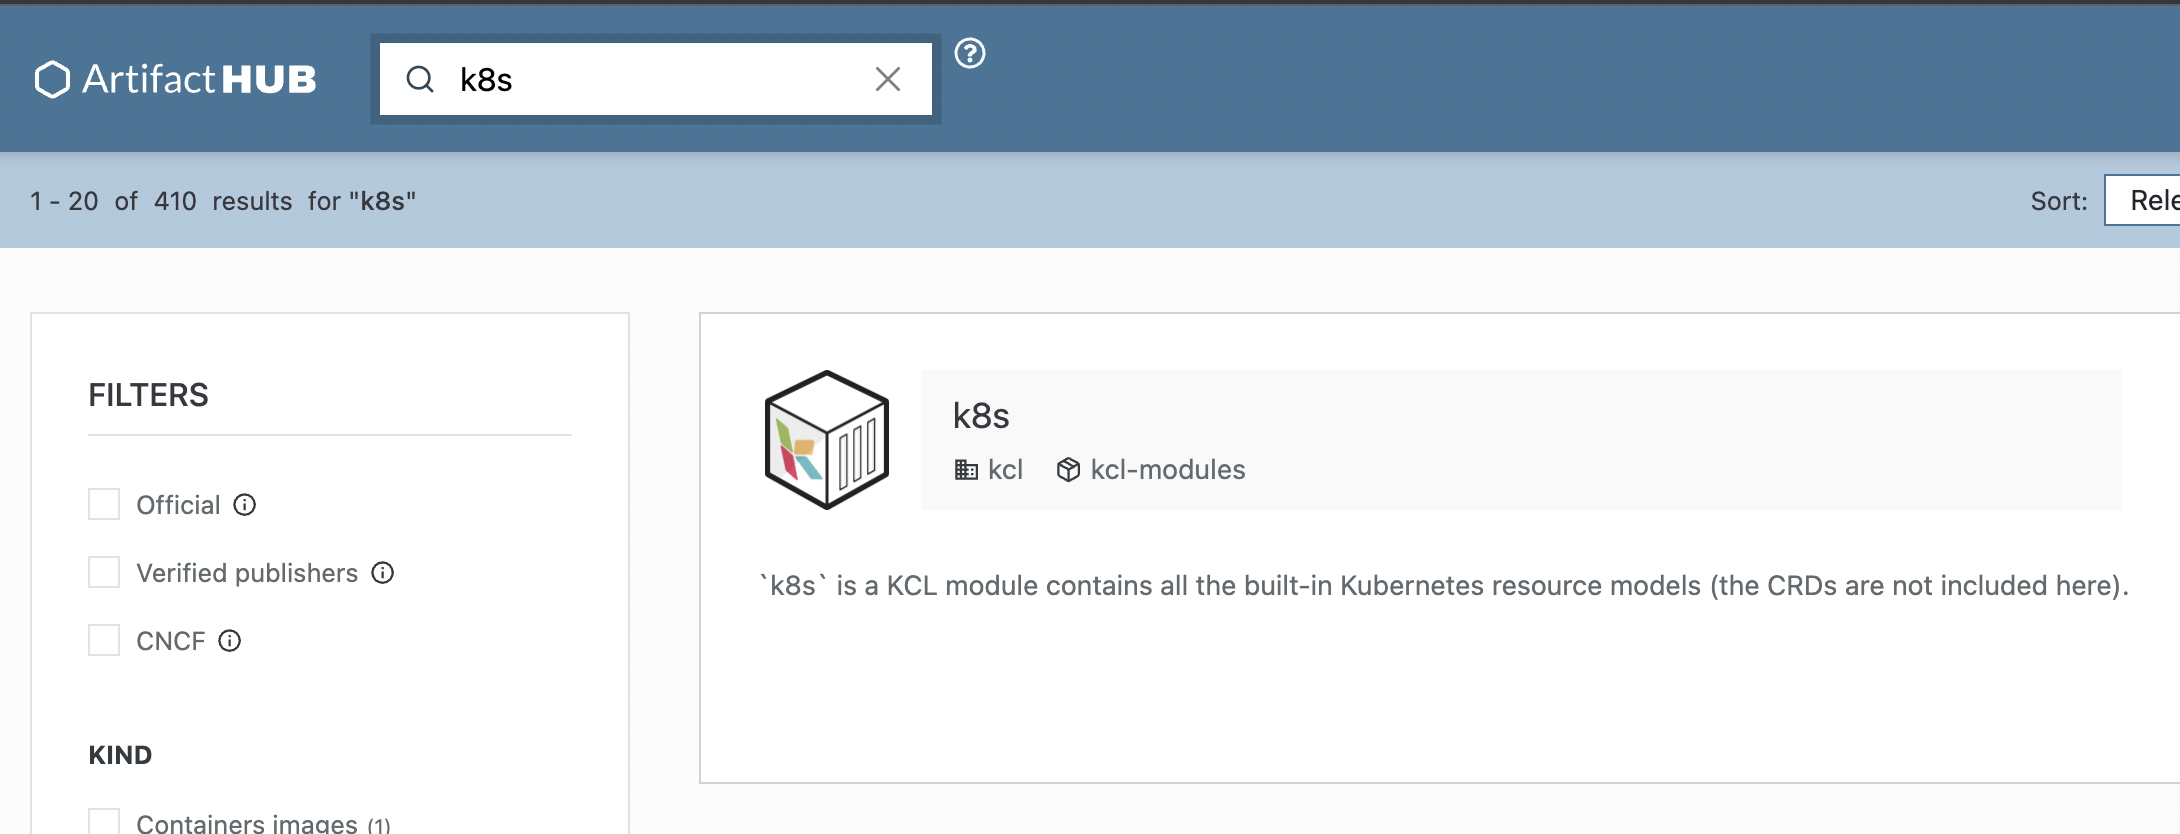 ArtifactHUB
k8s
1 - 20 of 410 results for "k8s"
Sort:
FILTERS
Official
Verified publishers
CNCF
KIND
Containers images (1)
k8s
kcl kcl-modules
`k8s` is a KCL module contains all the built-in Kubernetes resource models (the CRDs are not included here).